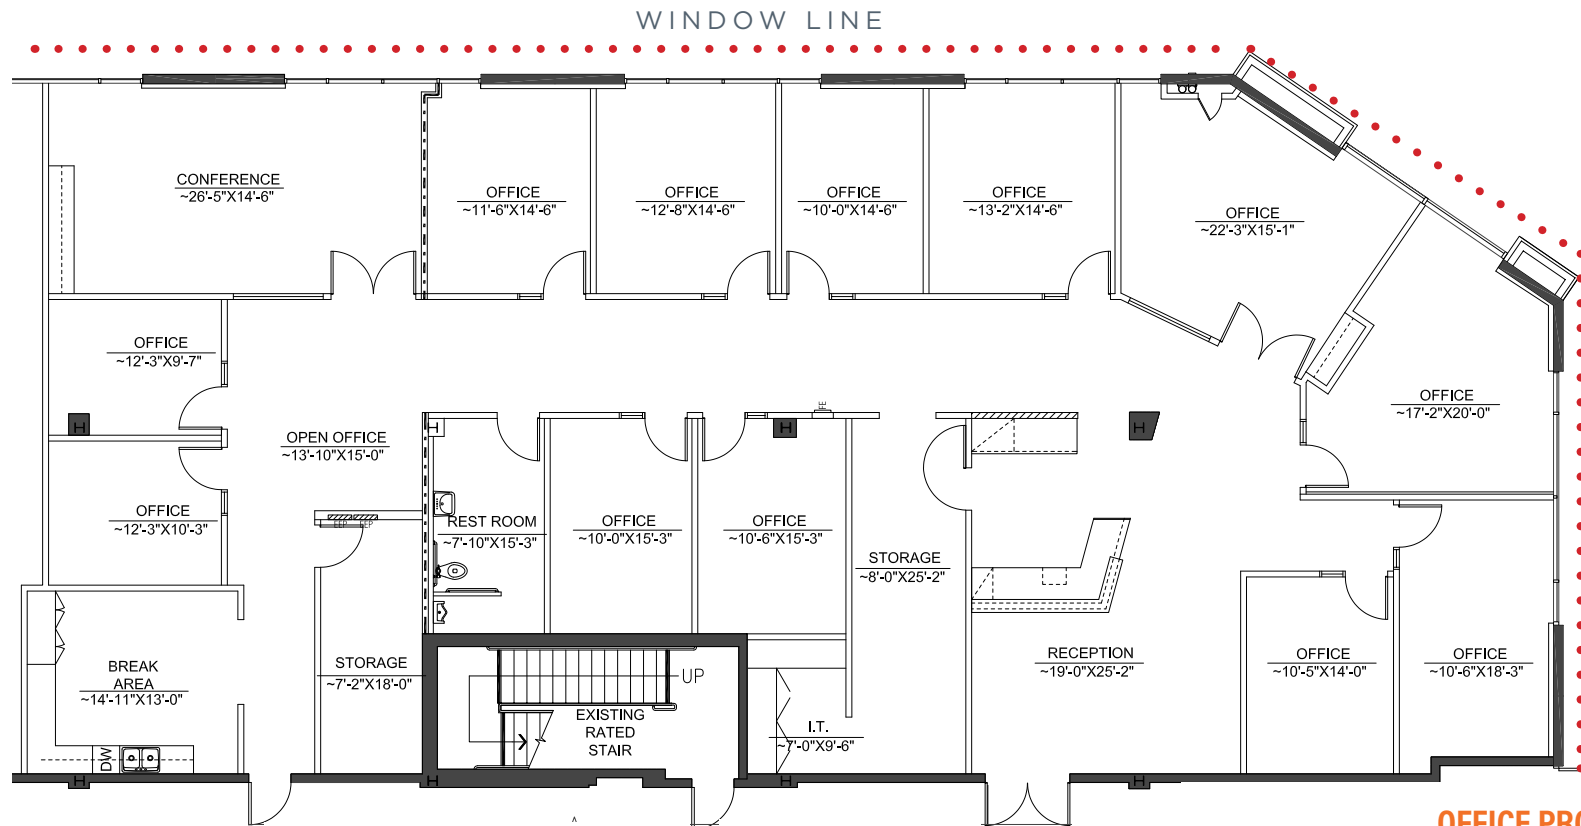 WINDOW LINE
CONFERENCE
~26'-5"X14'-6"
OFFICE
~11'-6"X14'-6"
OFFICE
~12'-8"X14'-6"
OFFICE
~10'-0"X14'-6"
OFFICE
~13'-2"X14'-6"
OFFICE
~22'-3"X15'-1"
OFFICE
~12'-3"X9'-7"
OFFICE
~17'-2"X20'-0"
OPEN OFFICE
~13'-10"X15'-0"
OFFICE
~12'-3"X10'-3"
REST ROOM
~7'-10"X15'-3"
OFFICE
~10'-0"X15'-3"
OFFICE
~10'-6"X15'-3"
STORAGE
~8'-0"X25'-2"
BREAK
AREA
~14'-11"X13'-0"
STORAGE
~7'-2"X18'-0"
UP
EXISTING
RATED
STAIR
I.T.
~7'-0"X9'-6"
RECEPTION
~19'-0"X25'-2"
OFFICE
~10'-5"X14'-0"
OFFICE
~10'-6"X18'-3"
DW
OFFICE PRO